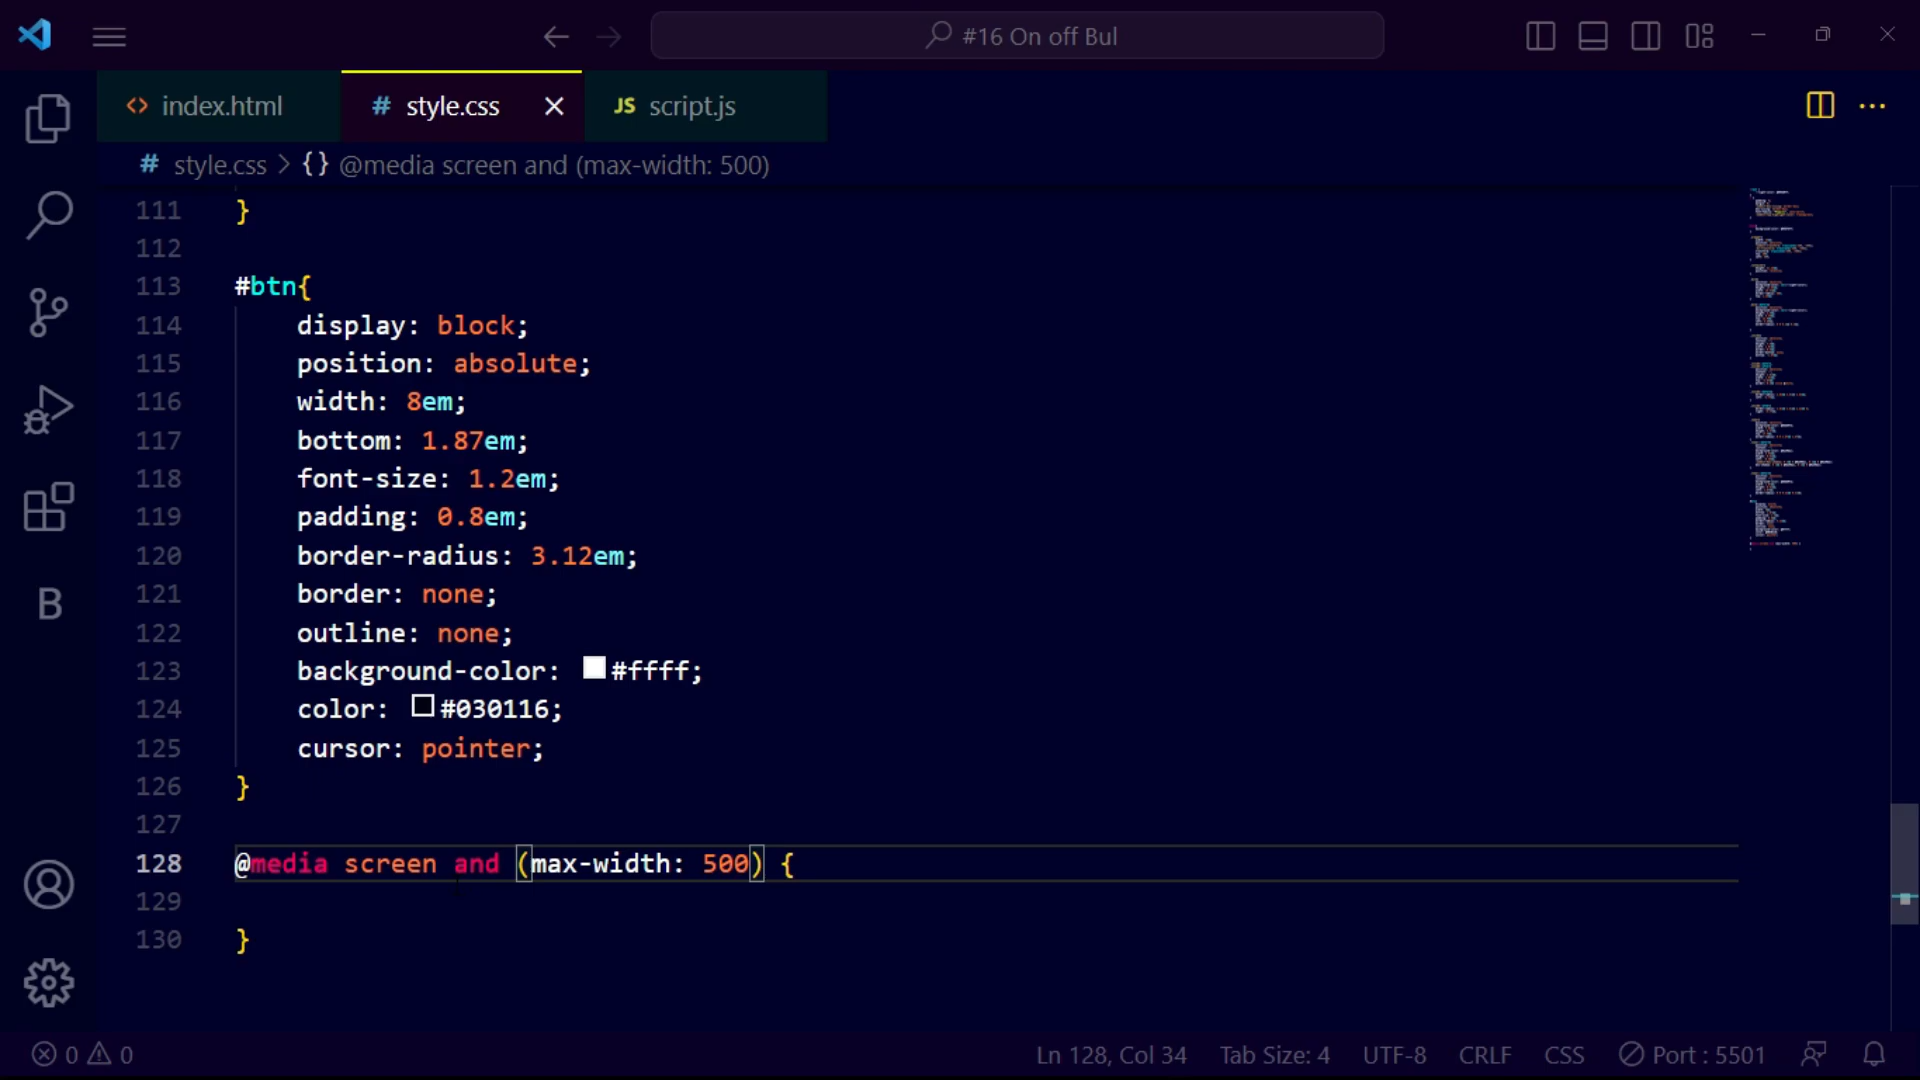 #16 On off Bul
index.html
# style.css
JS script.js
# style.css > {} @media screen and (max-width: 500)
111 }
112
113 #btn{
114 display: block;
115 position: absolute;
116 width: 8em;
117 bottom: 1.87em;
118 font-size: 1.2em;
119 padding: 0.8em;
120 border-radius: 3.12em;
121 border: none;
122 outline: none;
123 background-color: #ffff;
124 color: #030116;
125 cursor: pointer;
126 }
127
128 @media screen and (max-width: 500) {
129
130 }
B
0 0 Ln 128, Col 34 Tab Size: 4 UTF-8 CRLF CSS Port : 5501